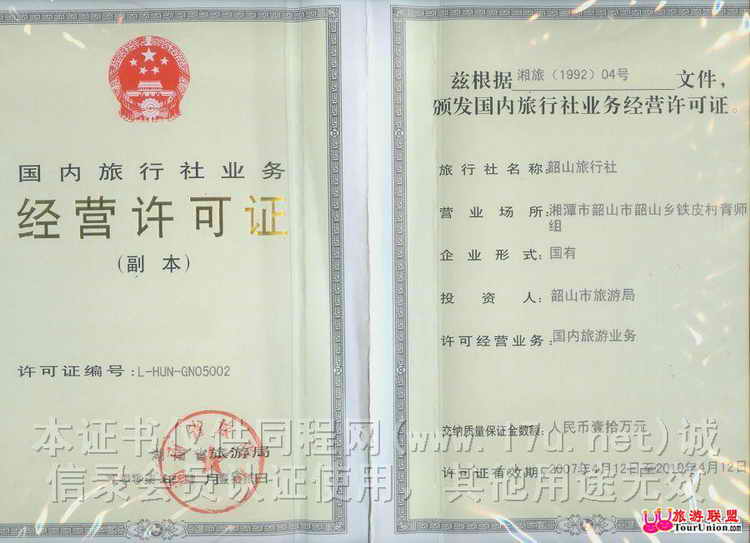 国内旅行社业务
经营许可证
(副本)
许可证编号:L-HUN-GN05002
旅游局
年 月 日
兹根据 湘旅(1992)04号 文件,
颁发国内旅行社业务经营许可证。
旅行社名称:韶山旅行社
营业场所:湘潭市韶山市韶山乡铁皮村青师
组
企业形式:国有
投资人:韶山市旅游局
许可经营业务:国内旅游业务
交纳质量保证金数额:人民币壹拾万元
许可证有效期:2007年4月12日至2010年4月12日
本证书仅供同程网(www.17u.net)诚
信录会员认证使用,其他用途无效
旅游联盟
TourUnion.com